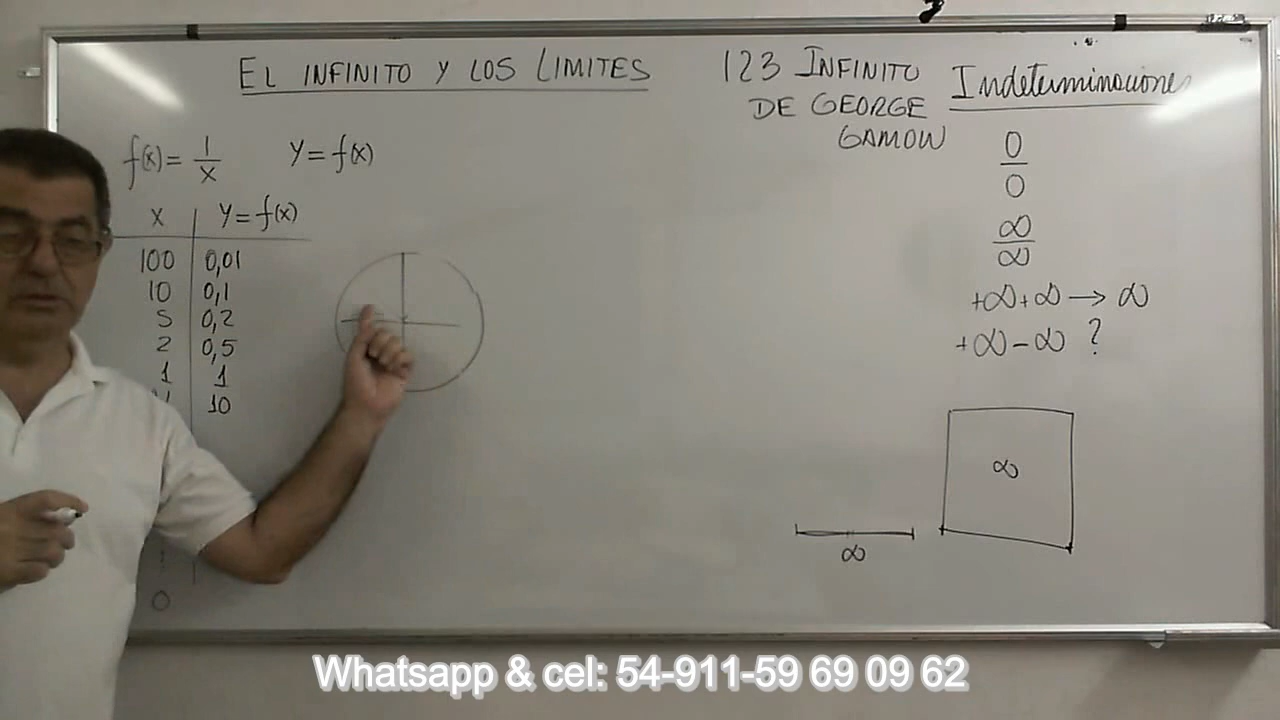 EL INFINITO Y LOS LIMITES
f(x) = 1/x
Y = f(x)
X | Y = f(x)
100 | 0,01
10 | 0,1
5 | 0,2
2 | 0,5
1 | 1
10
0
123 INFINITO
DE GEORGE
GAMOW
Indeterminaciones
0/0
∞/∞
+∞+∞ → ∞
+∞-∞ ?
∞
∞
Whatsapp & cel: 54-911-59 69 09 62